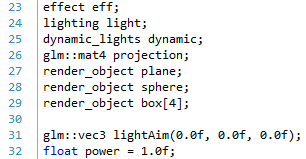 23 effect eff;
24 lighting light;
25 dynamic_lights dynamic;
26 glm::mat4 projection;
27 render_object plane;
28 render_object sphere;
29 render_object box[4];
30
31 glm::vec3 lightAim(0.0f, 0.0f, 0.0f);
32 float power = 1.0f;